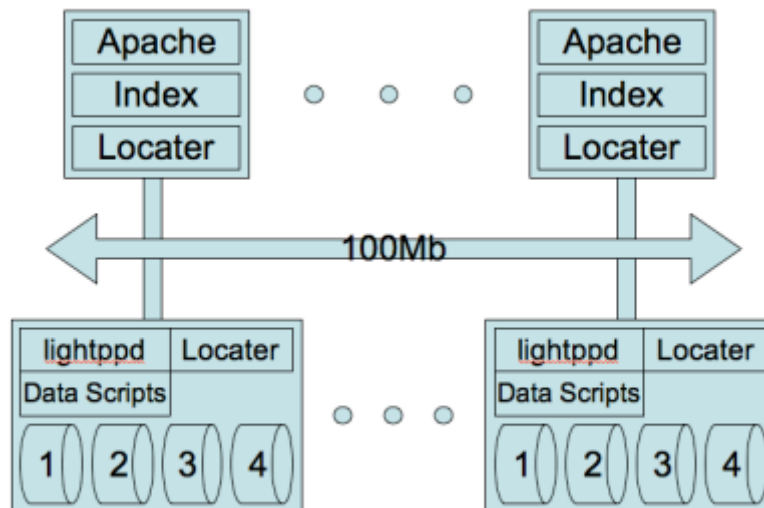 Apache
Index
Locater
Apache
Index
Locater
100Mb
lightppd
Locater
Data Scripts
1 2 3 4
lightppd
Locater
Data Scripts
1 2 3 4